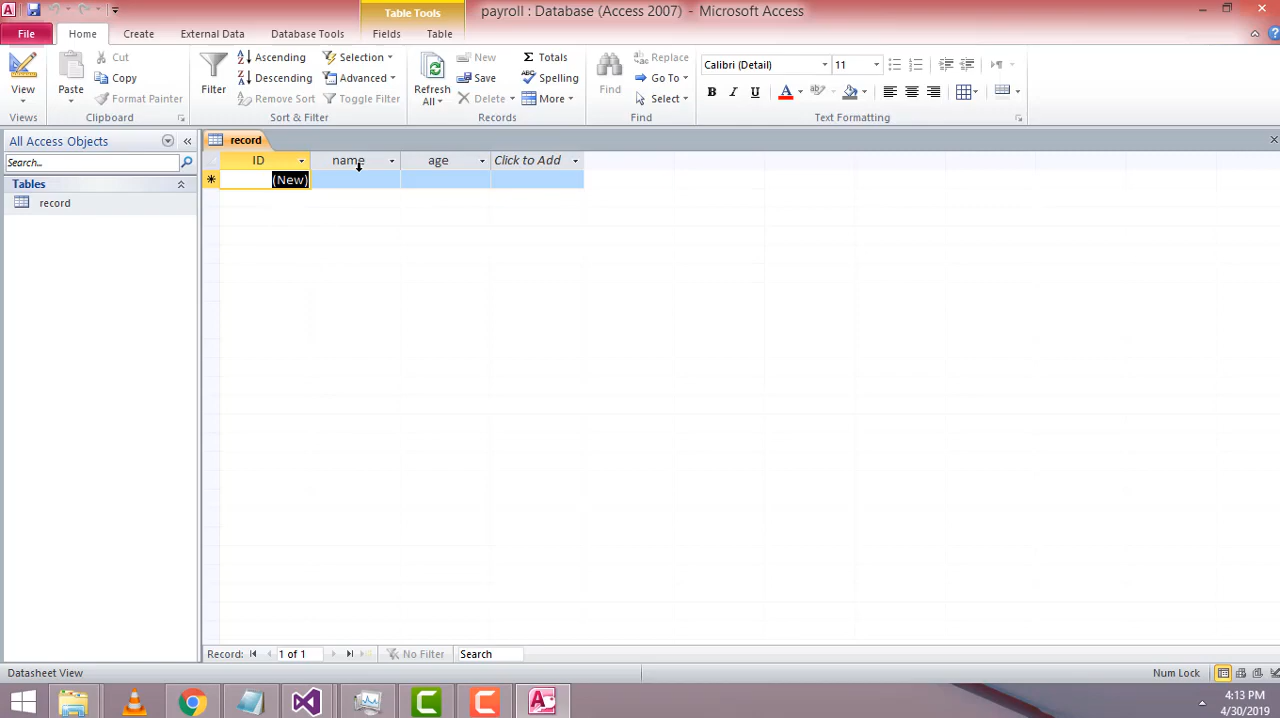 Table Tools
payroll : Database (Access 2007) - Microsoft Access
File Home Create External Data Database Tools Fields Table
View
Views
Paste
Cut
Copy
Format Painter
Clipboard
Filter
Ascending
Descending
Remove Sort
Selection
Advanced
Toggle Filter
Sort & Filter
Refresh
All
New
Save
Delete
Totals
Spelling
More
Records
Find
Replace
Go To
Select
Find
Calibri (Detail) 11
B I U A ab
Text Formatting
All Access Objects
Search..
Tables
record
record
ID name age Click to Add
(New)
Record: 1 of 1 No Filter Search
Datasheet View
Num Lock
4:13 PM
4/30/2019